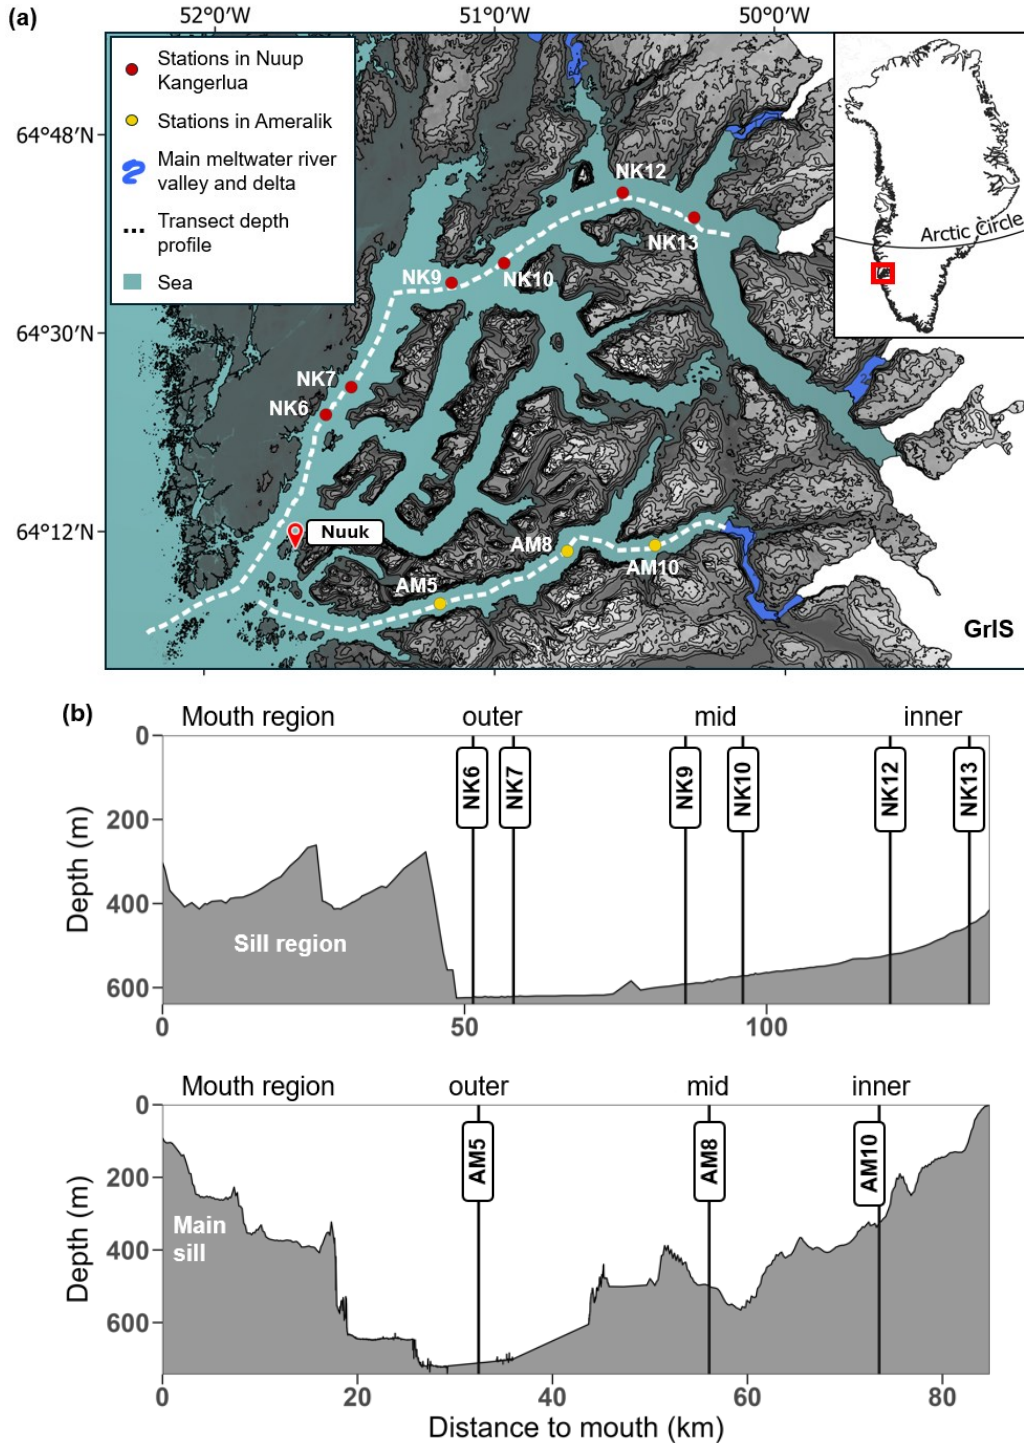 (a)
52°0'W 51°0'W 50°0'W
Stations in Nuup
Kangerlua
Stations in Ameralik
Main meltwater river
valley and delta
Transect depth
profile
Sea
64°48'N
64°30'N
64°12'N
NK12
NK13
NK9
NK10
NK7
NK6
Nuuk
AM8
AM10
AM5
Arctic Circle
GrIS
(b)
Mouth region outer mid inner
0
200
400
600
Depth (m)
NK6 NK7 NK9 NK10 NK12 NK13
Sill region
0 50 100
Mouth region outer mid inner
0
200
400
600
Depth (m)
AM5 AM8 AM10
Main
sill
0 20 40 60 80
Distance to mouth (km)